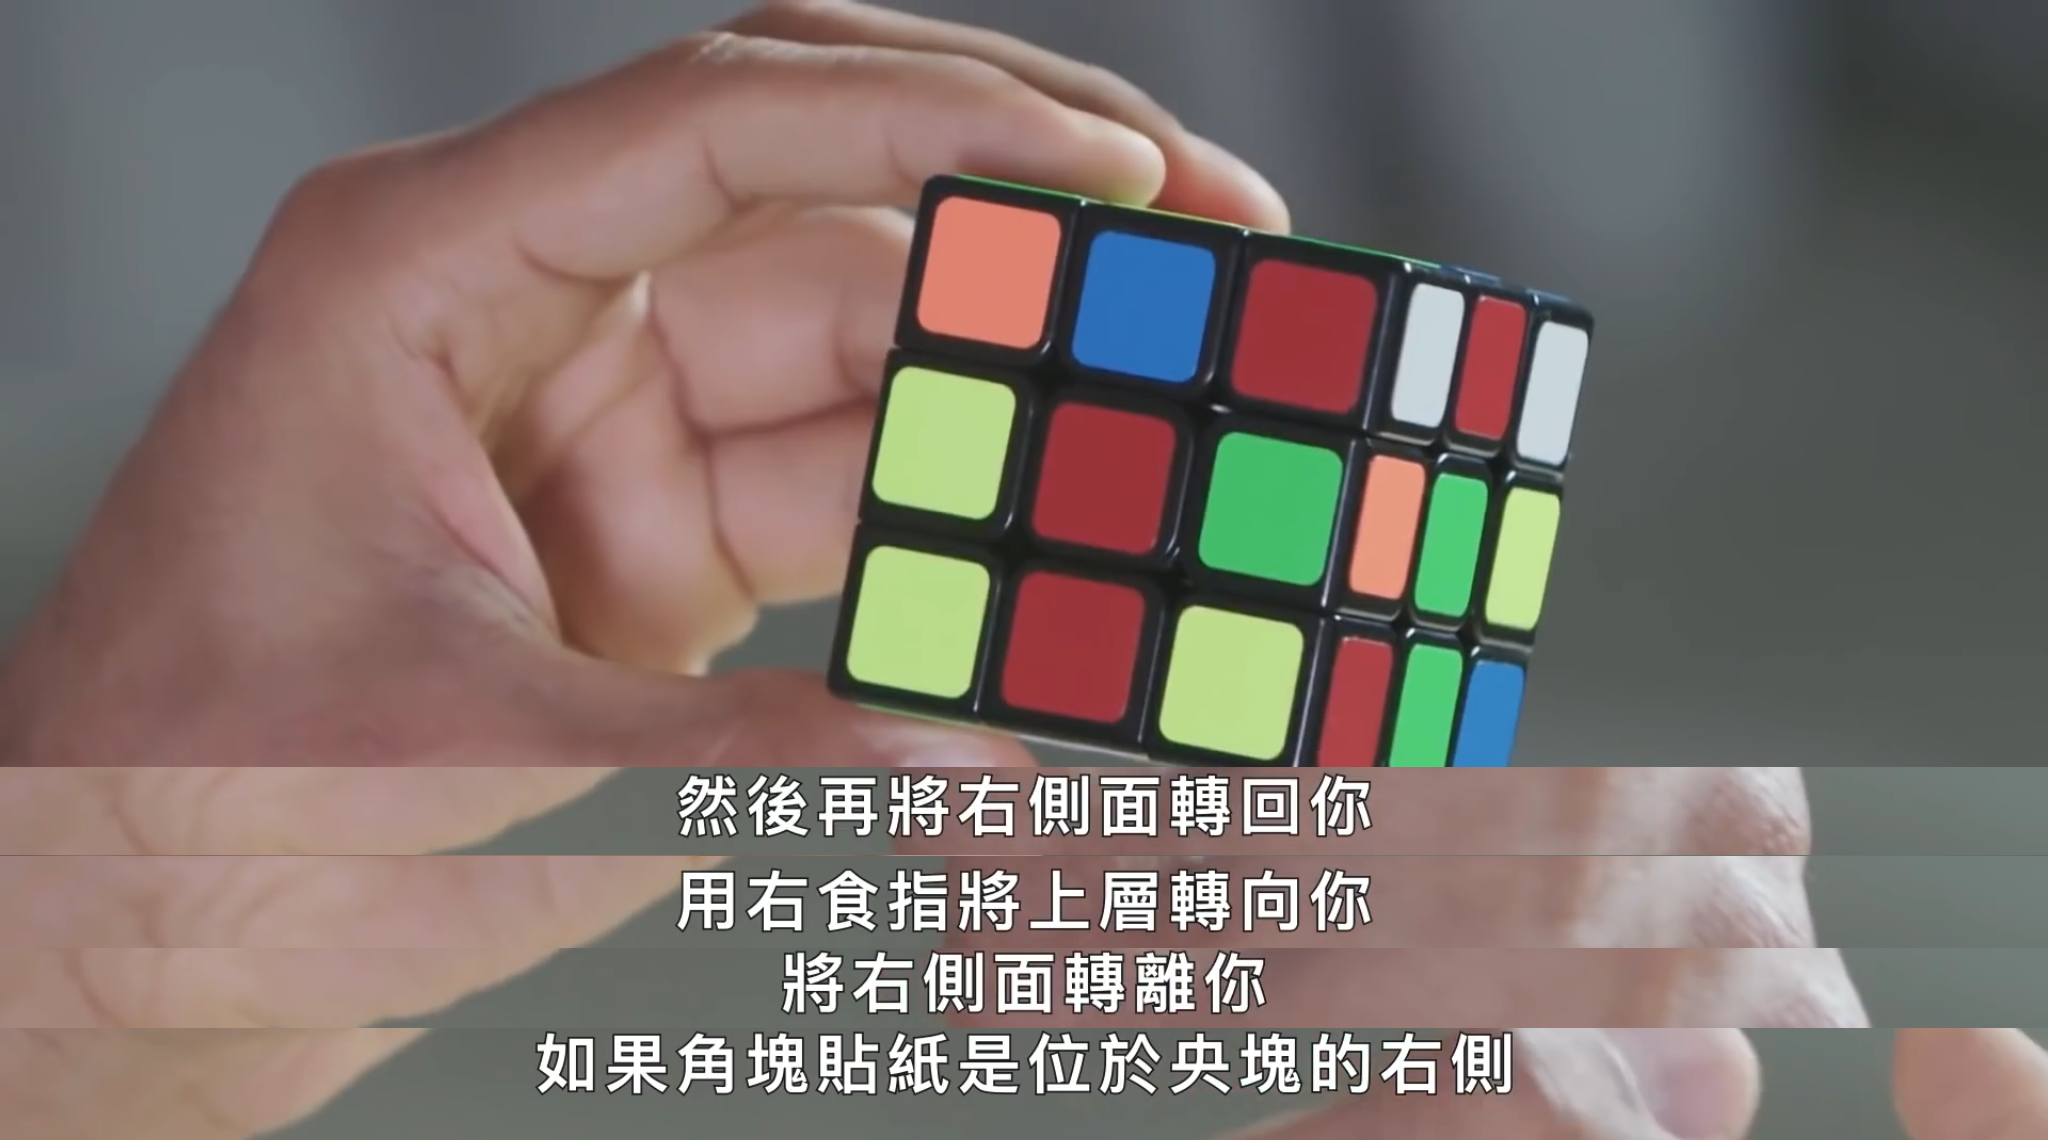 然後再將右側面轉回你
用右食指將上層轉向你
將右側面轉離你
如果角塊貼紙是位於央塊的右側